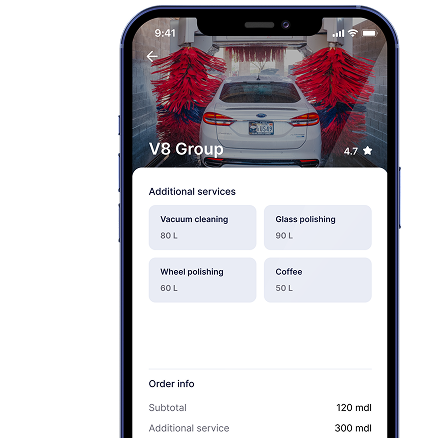 9:41
V8 Group
4.7
Additional services
Vacuum cleaning
Glass polishing
80 L
90 L
Wheel polishing
Coffee
60 L
50 L
Order info
Subtotal 120 mdl
Additional service 300 mdl